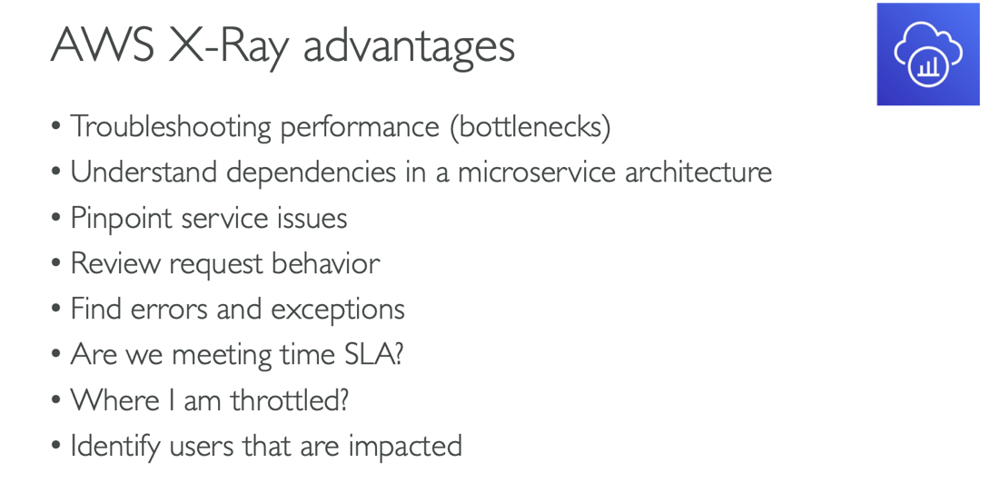 AWS X-Ray advantages
• Troubleshooting performance (bottlenecks)
• Understand dependencies in a microservice architecture
• Pinpoint service issues
• Review request behavior
• Find errors and exceptions
• Are we meeting time SLA?
• Where I am throttled?
• Identify users that are impacted